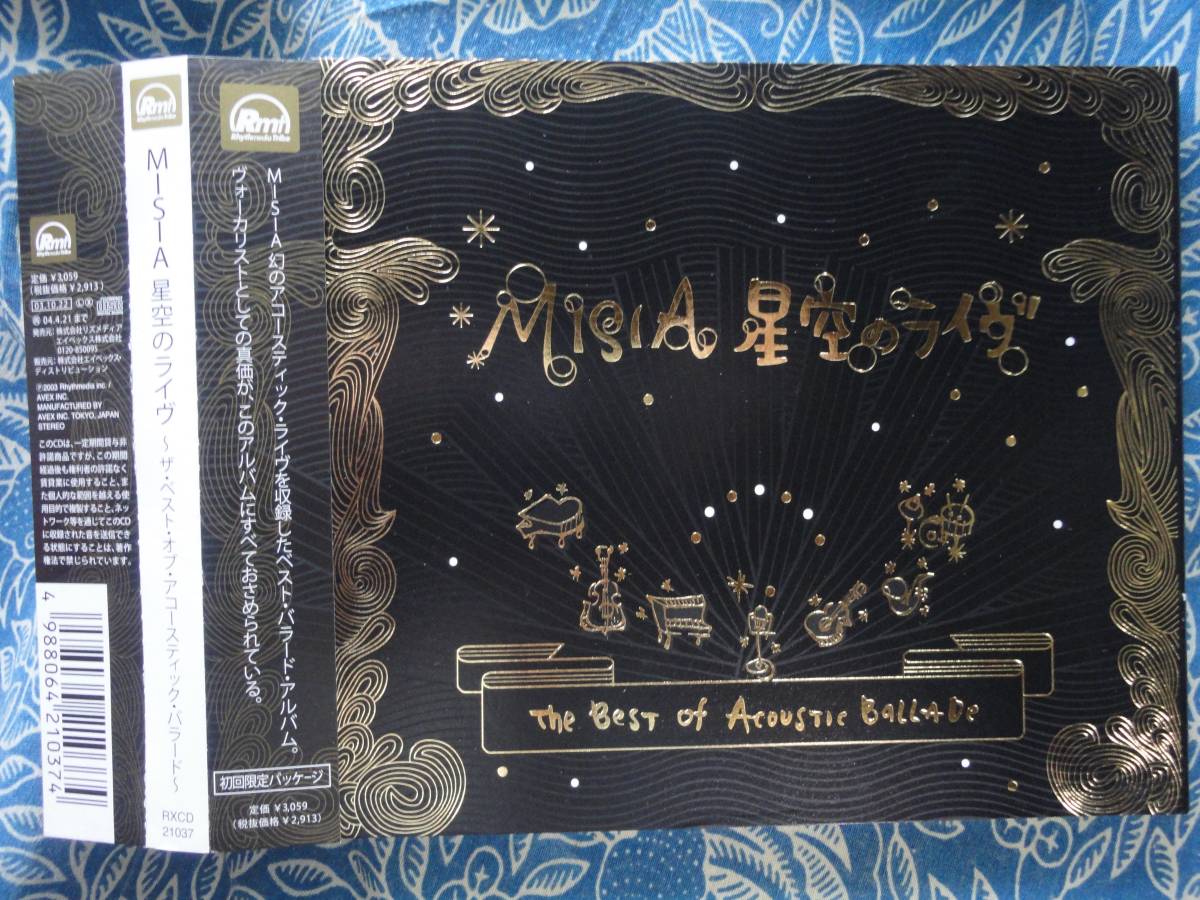 Rmt
Rhythmedia Tribe
定価 ¥3,059
(税抜価格 ¥2,913)
03.10.22
04.4.21 まで
発売元: 株式会社リズメディア
エイベックス株式会社
0120-850095
販売元: 株式会社エイベックス・
ディストリビューション
Ⓟ2003 Rhythmedia inc. /
AVEX INC.
MANUFACTURED BY
AVEX INC. TOKYO, JAPAN
STEREO
このCDは、一定期間貸与非
許諾商品ですが、この期間
経過後も権利者の許諾なく
賃貸業に使用すること、ま
た個人的な範囲を越える使
用目的で複製すること、ネッ
トワーク等を通じてこのCD
に収録された音を送信でき
る状態にすることは、著作
権法で禁じられています。
4 988064 210374
Rmt
Rhythmedia Tribe
MISIA 星空のライヴ ~ザ・ベスト・オブ・アコースティック・バラード~
RXCD
21037
Rmt
Rhythmedia Tribe
MISIA 幻のアコースティック・ライヴを収録したベスト・バラード・アルバム。
ヴォーカリストとしての真価が、このアルバムにすべておさめられている。
初回限定パッケージ
定価 ¥3,059
(税抜価格 ¥2,913)
MISIA 星空のライヴ
The BeST of AcouSTic BaLLADe